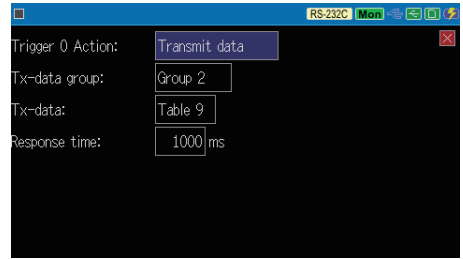 RS-232C Mon
Trigger 0 Action: Transmit data
Tx-data group: Group 2
Tx-data: Table 9
Response time: 1000 ms